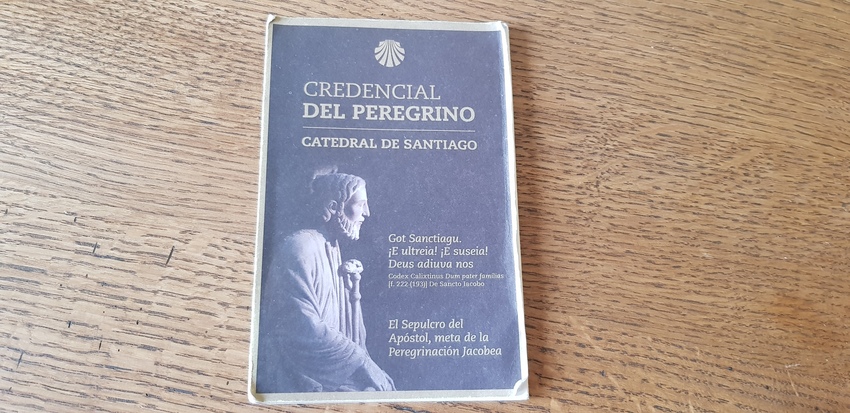 CREDENCIAL
DEL PEREGRINO
CATEDRAL DE SANTIAGO
Got Sanctiagu.
¡E ultreia! ¡E suseia!
Deus adiuva nos
Codex Calixtinus Dum pater familias
[f. 222 (193)] De Sancto Jacobo
El Sepulcro del
Apóstol, meta de la
Peregrinación Jacobea